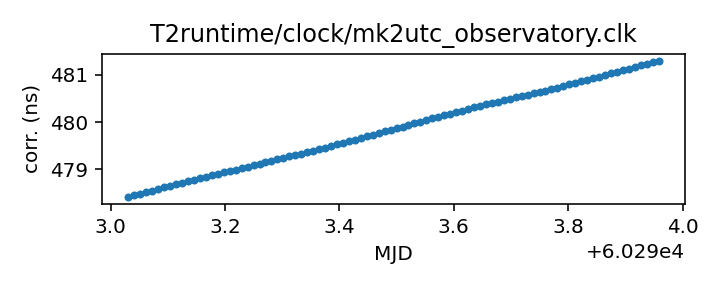 T2runtime/clock/mk2utc_observatory.clk
corr. (ns)
481
480
479
3.0 3.2 3.4 3.6 3.8 4.0
MJD
+6.029e4